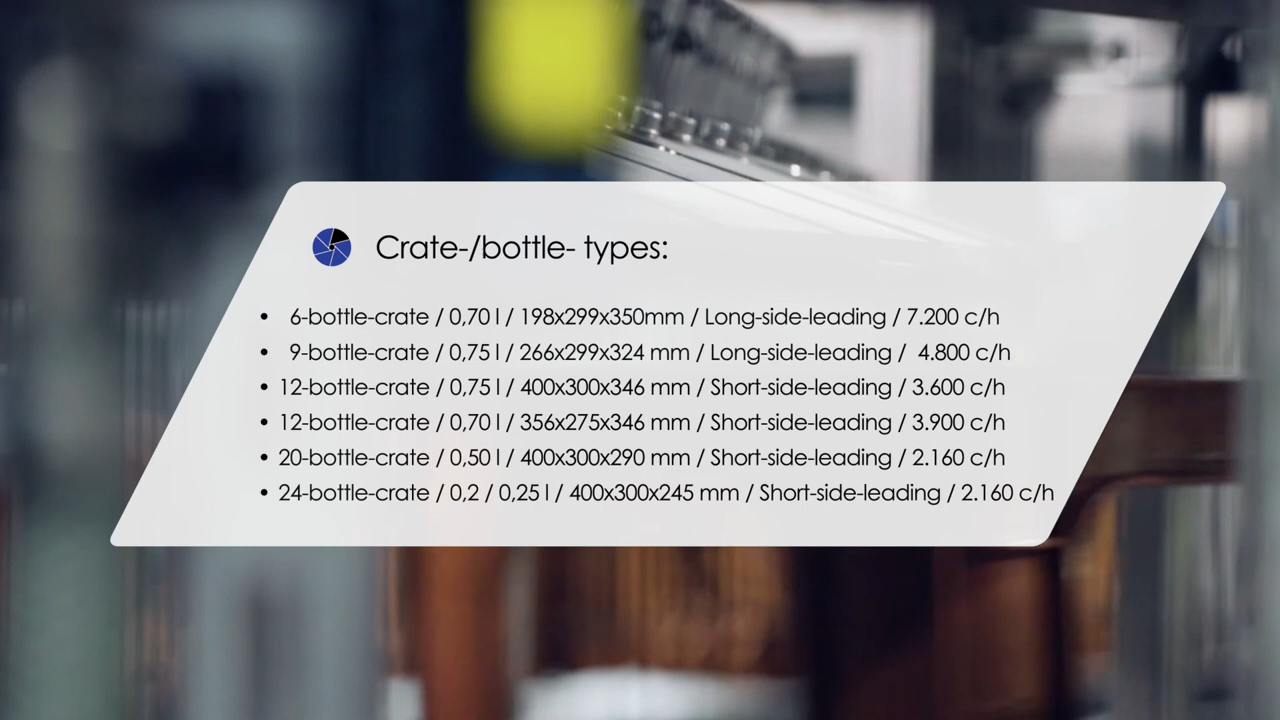 Crate-/bottle- types:
• 6-bottle-crate / 0,70 l / 198x299x350mm / Long-side-leading / 7.200 c/h
• 9-bottle-crate / 0,75 l / 266x299x324 mm / Long-side-leading / 4.800 c/h
• 12-bottle-crate / 0,75 l / 400x300x346 mm / Short-side-leading / 3.600 c/h
• 12-bottle-crate / 0,70 l / 356x275x346 mm / Short-side-leading / 3.900 c/h
• 20-bottle-crate / 0,50 l / 400x300x290 mm / Short-side-leading / 2.160 c/h
• 24-bottle-crate / 0,2 / 0,25 l / 400x300x245 mm / Short-side-leading / 2.160 c/h